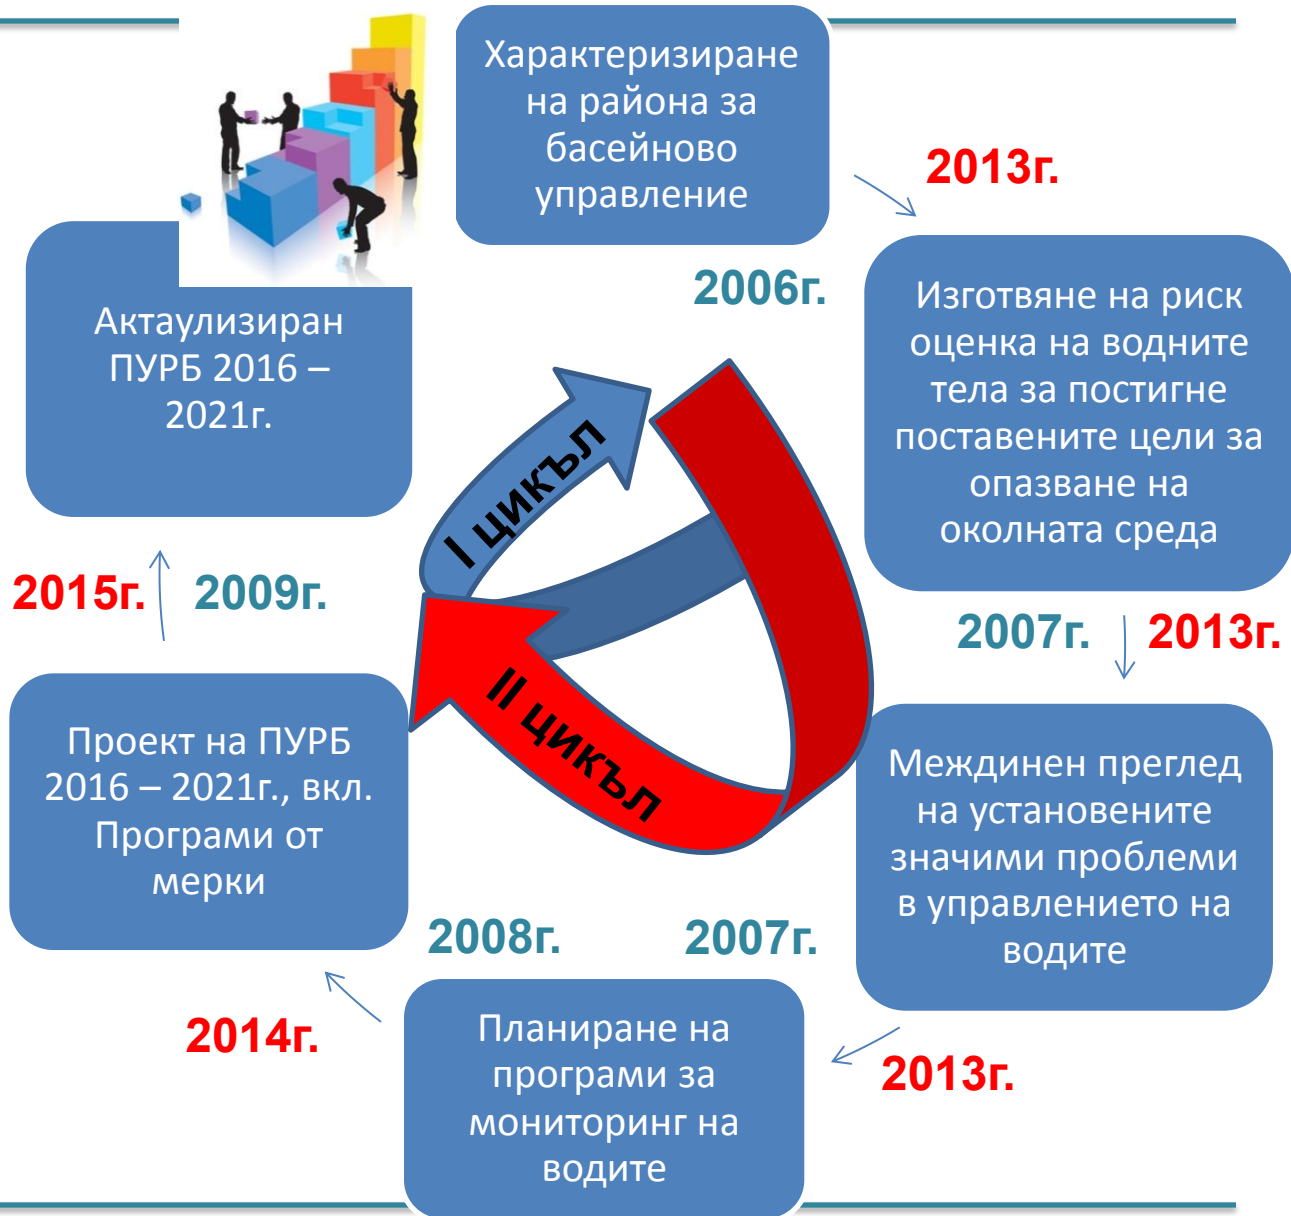 Характеризиране
на района за
басейново
управление
2013г.
2006г.
Изготвяне на риск
оценка на водните
тела за постигне
поставените цели за
опазване на
околната среда
2007г.
2013г.
Междинен преглед
на установените
значими проблеми
в управлението на
водите
2007г.
2013г.
Планиране на
програми за
мониторинг на
водите
2008г.
2014г.
Проект на ПУРБ
2016 – 2021г., вкл.
Програми от
мерки
2015г.
2009г.
Актаулизиран
ПУРБ 2016 –
2021г.
I цикъл
II цикъл